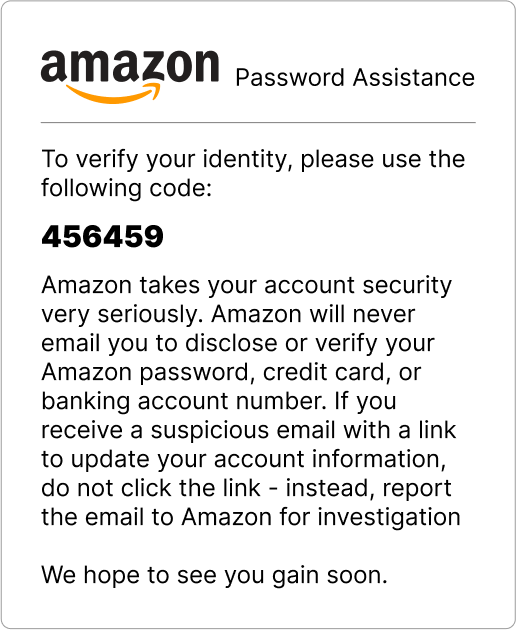 amazon Password Assistance
To verify your identity, please use the
following code:
456459
Amazon takes your account security
very seriously. Amazon will never
email you to disclose or verify your
Amazon password, credit card, or
banking account number. If you
receive a suspicious email with a link
to update your account information,
do not click the link - instead, report
the email to Amazon for investigation
We hope to see you gain soon.